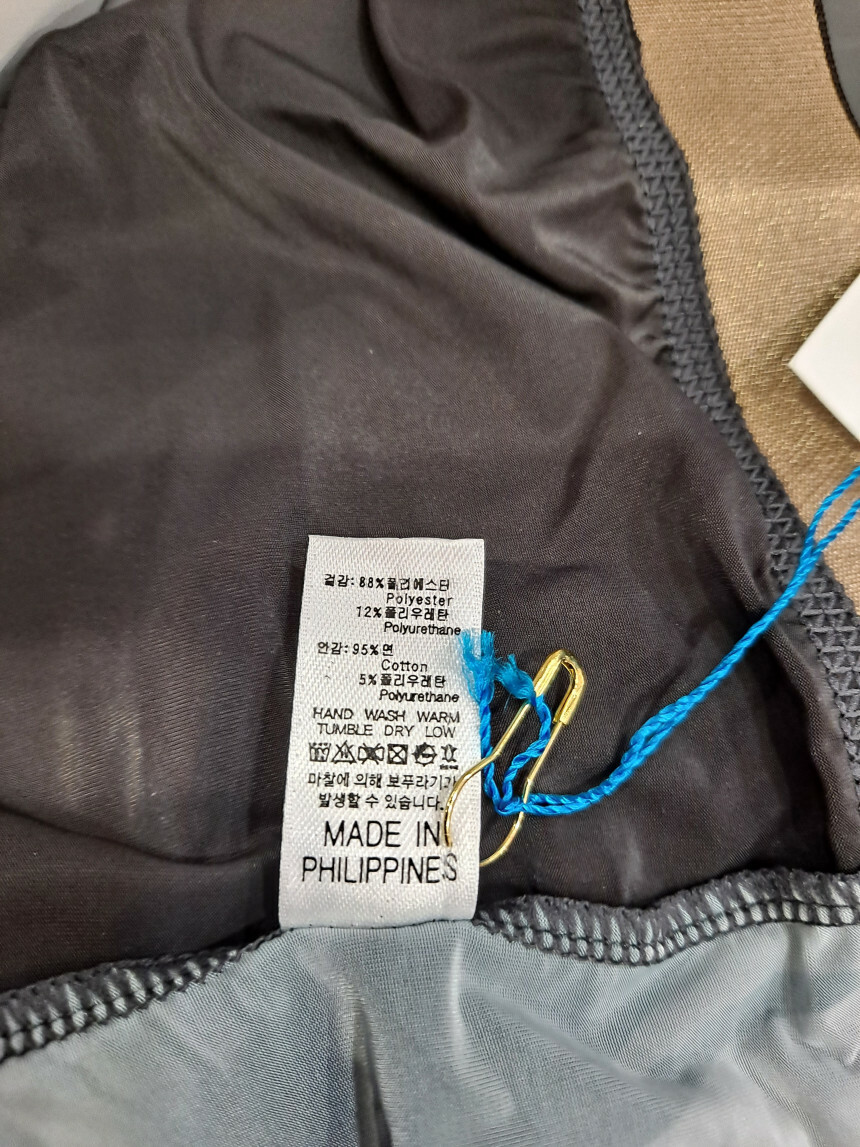 겉감: 88%폴리에스터
Polyester
12%폴리우레탄
Polyurethane
안감: 95%면
Cotton
5%폴리우레탄
Polyurethane
HAND WASH WARM
TUMBLE DRY LOW
마찰에 의해 보푸라기가
발생할 수 있습니다.
MADE IN
PHILIPPINES